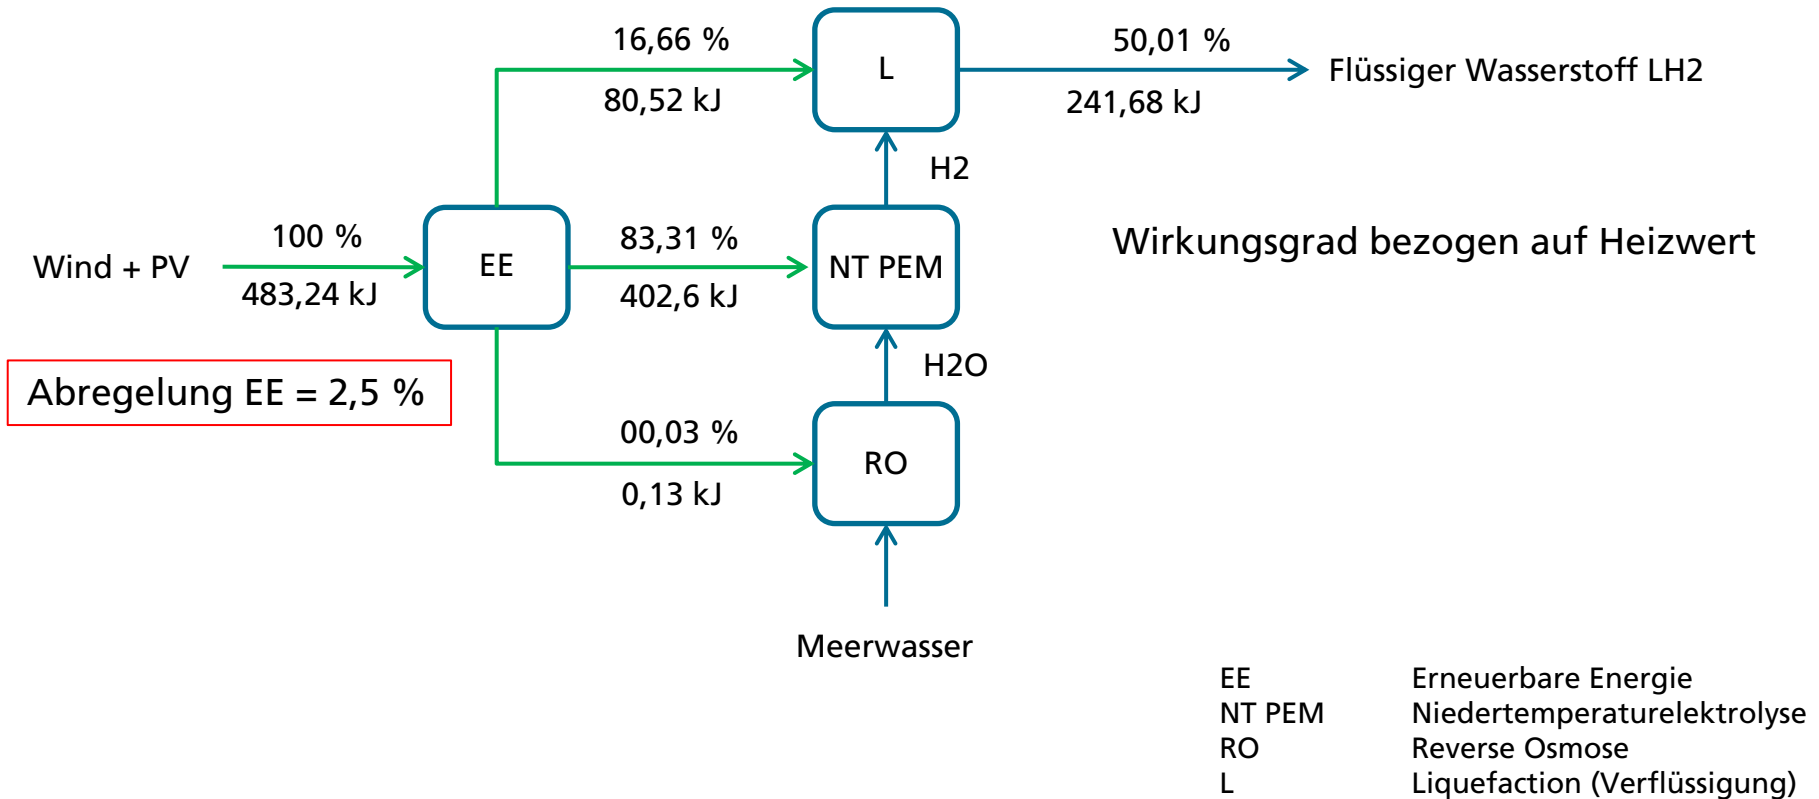 16,66 %
80,52 kJ
L
50,01 %
241,68 kJ
Flüssiger Wasserstoff LH2
H2
Wind + PV
100 %
483,24 kJ
EE
83,31 %
402,6 kJ
NT PEM
Wirkungsgrad bezogen auf Heizwert
H2O
Abregelung EE = 2,5 %
00,03 %
0,13 kJ
RO
Meerwasser
EE Erneuerbare Energie
NT PEM Niedertemperaturelektrolyse
RO Reverse Osmose
L Liquefaction (Verflüssigung)